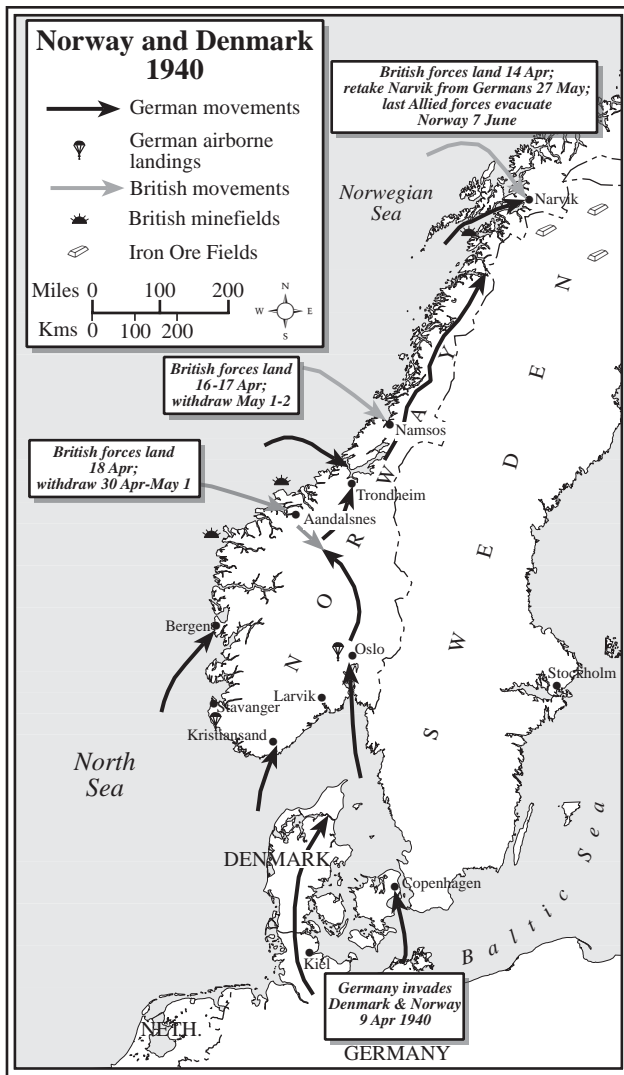 Norway and Denmark
1940
German movements
German airborne
landings
British movements
British minefields
Iron Ore Fields
Miles 0 100 200
Kms 0 100 200
N
W E
S
British forces land 14 Apr;
retake Narvik from Germans 27 May;
last Allied forces evacuate
Norway 7 June
Norwegian
Sea
Narvik
British forces land
16-17 Apr;
withdraw May 1-2
Namsos
British forces land
18 Apr;
withdraw 30 Apr-May 1
Trondheim
Aandalsnes
NORWAY
SWEDEN
Bergen
Oslo
Stockholm
Larvik
Stavanger
Kristiansand
North
Sea
DENMARK
Copenhagen
Baltic Sea
Kiel
Germany invades
Denmark & Norway
9 Apr 1940
NETH.
GERMANY